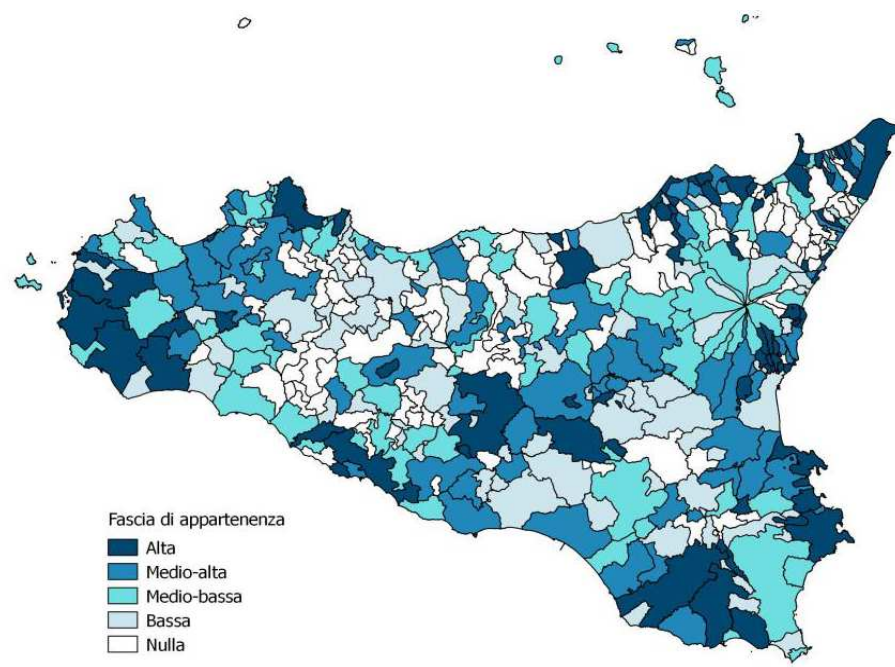 Fascia di appartenenza
Alta
Medio-alta
Medio-bassa
Bassa
Nulla